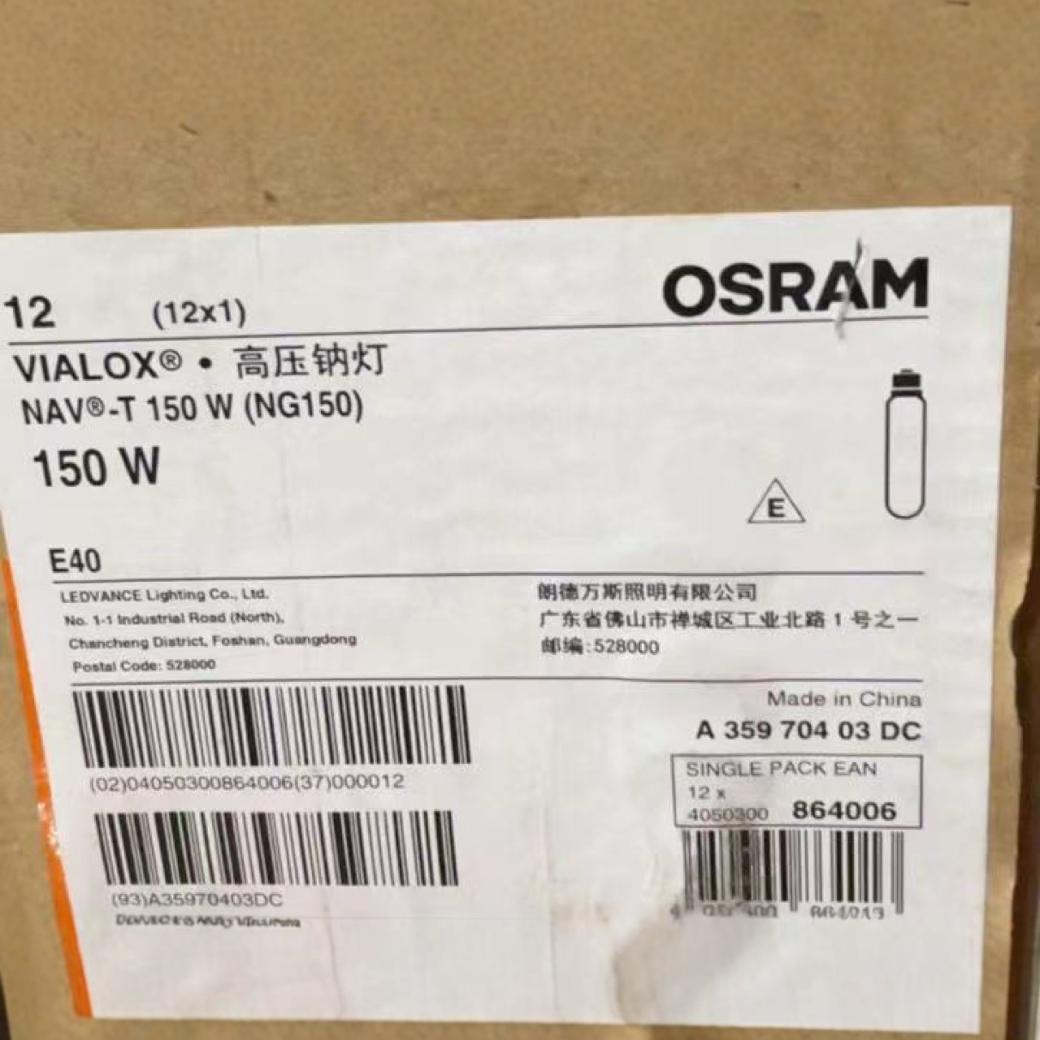 OSRAM
12 (12x1)
VIALOX® • 高压钠灯
NAV®-T 150 W (NG150)
150 W
E
E40
LEDVANCE Lighting Co., Ltd.
No. 1-1 Industrial Road (North),
Chancheng District, Foshan, Guangdong
Postal Code: 528000
朗德万斯照明有限公司
广东省佛山市禅城区工业北路 1 号之一
邮编:528000
(02)04050300864006(37)000012
(93)A35970403DC
Made in China
A 359 704 03 DC
SINGLE PACK EAN
12 x
4050300 864006